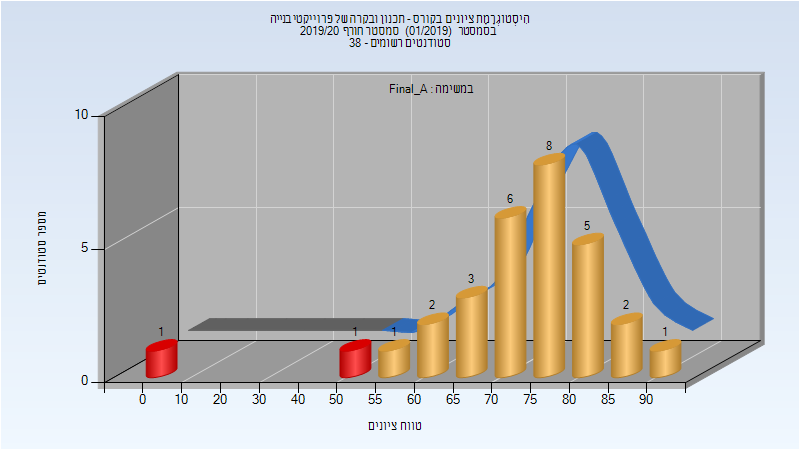 היסטוגרמת ציונים בקורס - תכנון ובקרה של פרוייקטי בנייה
בסמסטר (01/2019) סמסטר חורף 2019/20
סטודנטים רשומים - 38
במשימה : Final_A
מספר סטודנטים
10
5
0
1
1
1
2
3
6
8
5
2
1
0 10 20 30 40 50 55 60 65 70 75 80 85 90
טווח ציונים